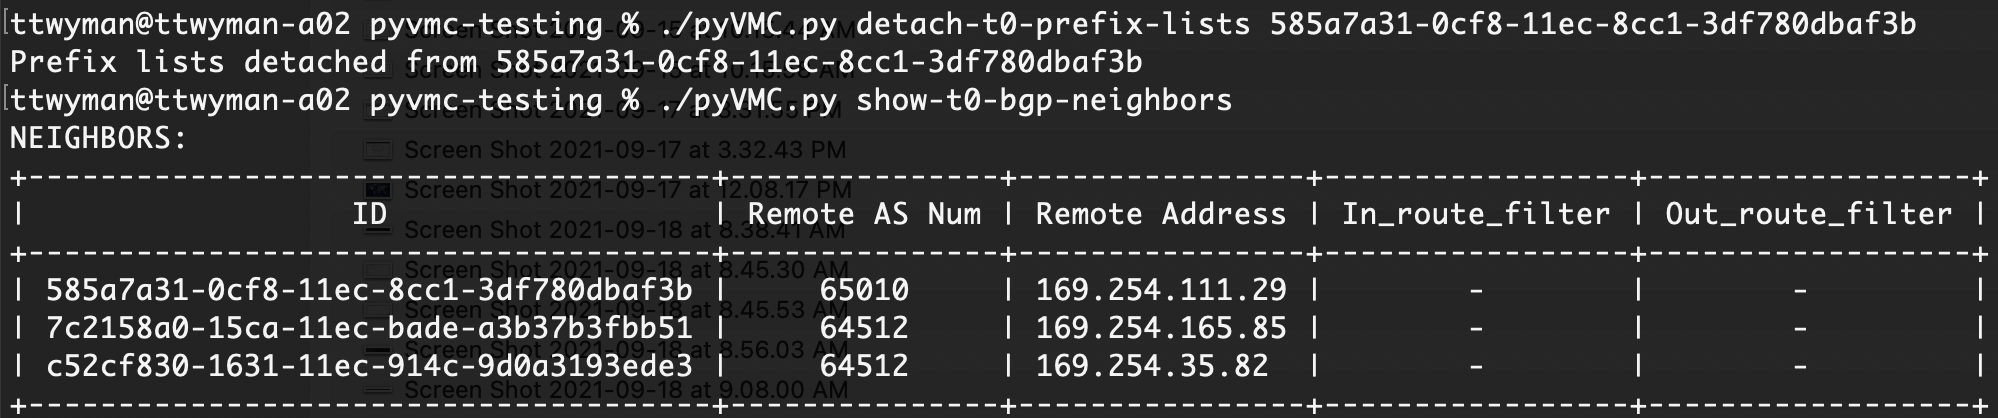 [ttwyman@ttwyman-a02 pyvmc-testing % ./pyVMC.py detach-t0-prefix-lists 585a7a31-0cf8-11ec-8cc1-3df780dbaf3b
Prefix lists detached from 585a7a31-0cf8-11ec-8cc1-3df780dbaf3b
[ttwyman@ttwyman-a02 pyvmc-testing % ./pyVMC.py show-t0-bgp-neighbors
NEIGHBORS:
Screen Shot 2021-09-17 at 3.32.43 PM
Screen Shot 2021-09-17 at 12.08.17 PM
| ID | Remote AS Num | Remote Address | In_route_filter | Out_route_filter |
Screen Shot 2021-09-18 at 8.38.41 AM
Screen Shot 2021-09-18 at 8.45.30 AM
| 585a7a31-0cf8-11ec-8cc1-3df780dbaf3b | 65010 | 169.254.111.29 | - | - |
Screen Shot 2021-09-18 at 8.45.53 AM
| 7c2158a0-15ca-11ec-bade-a3b37b3fbb51 | 64512 | 169.254.165.85 | - | - |
Screen Shot 2021-09-18 at 8.56.03 AM
| c52cf830-1631-11ec-914c-9d0a3193ede3 | 64512 | 169.254.35.82 | - | - |
Screen Shot 2021-09-18 at 9.08.00 AM